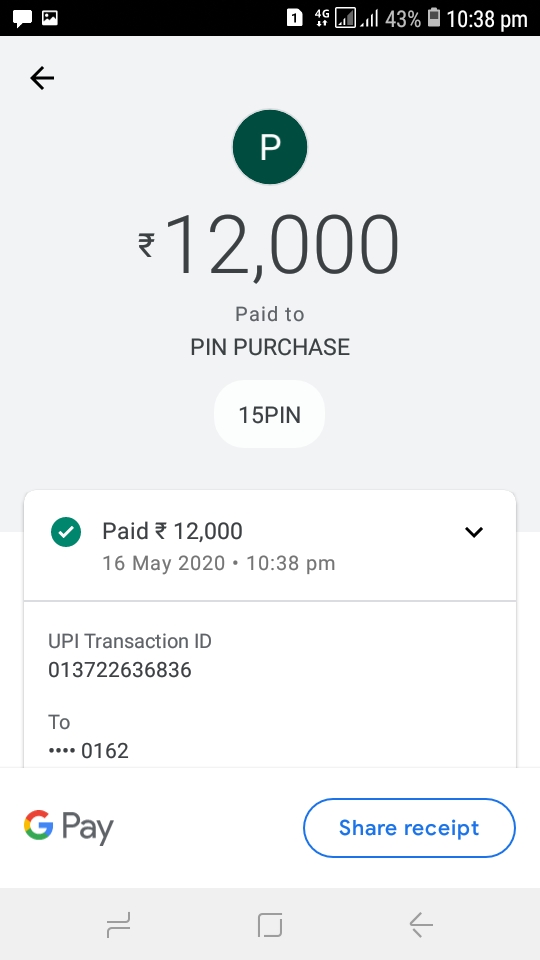 1 4G 43% 10:38 pm
P
₹12,000
Paid to
PIN PURCHASE
15PIN
Paid ₹ 12,000
16 May 2020 • 10:38 pm
UPI Transaction ID
013722636836
To
•••• 0162
G Pay
Share receipt